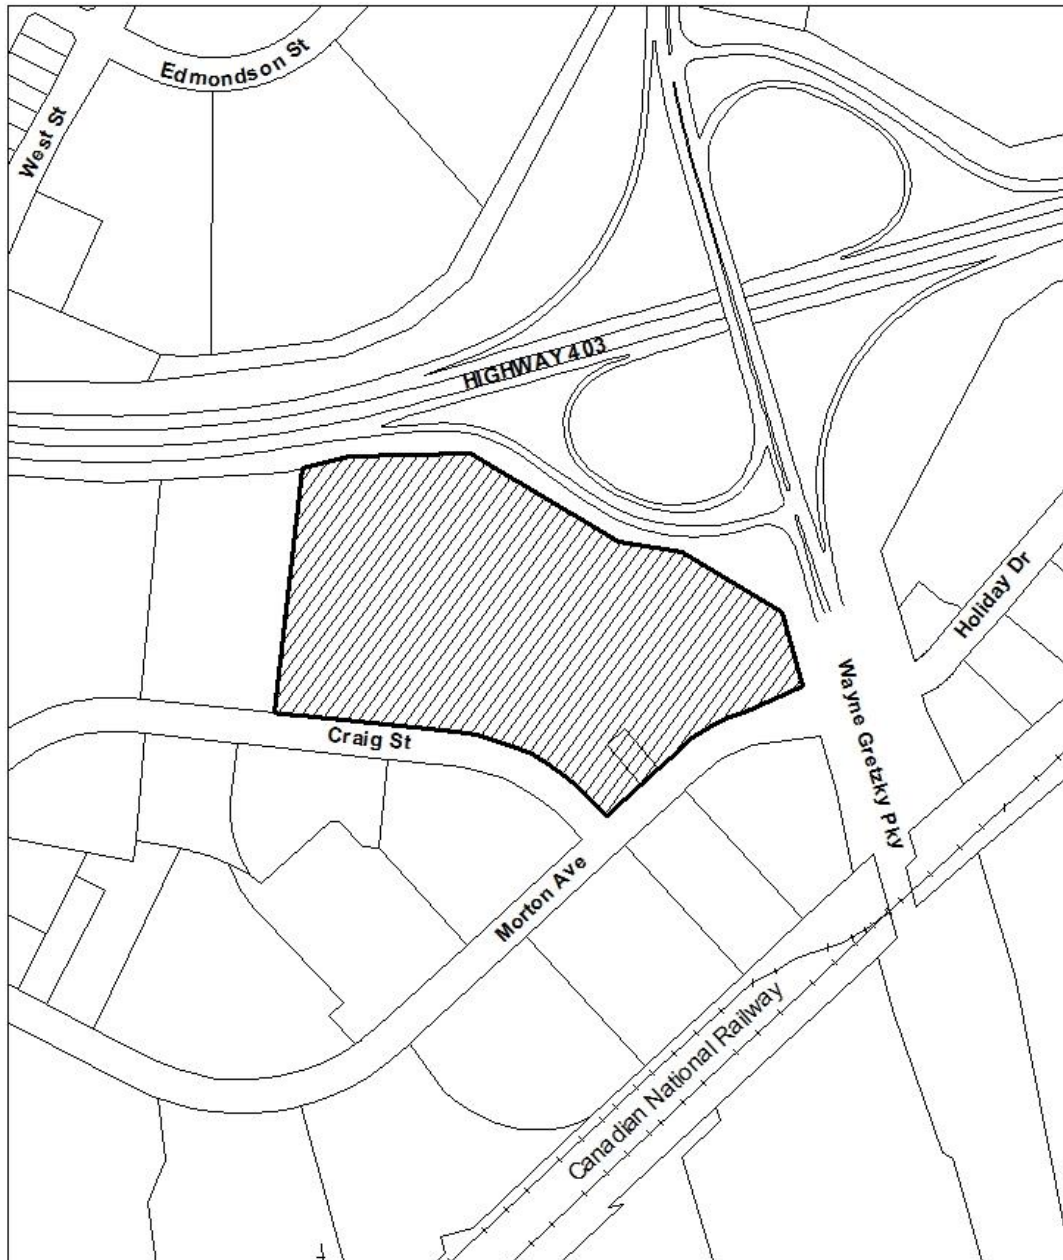 Edmondson St
West St
HIGHWAY 403
Holiday Dr
Wayne Gretzky Pky
Craig St
Morton Ave
Canadian National Railway